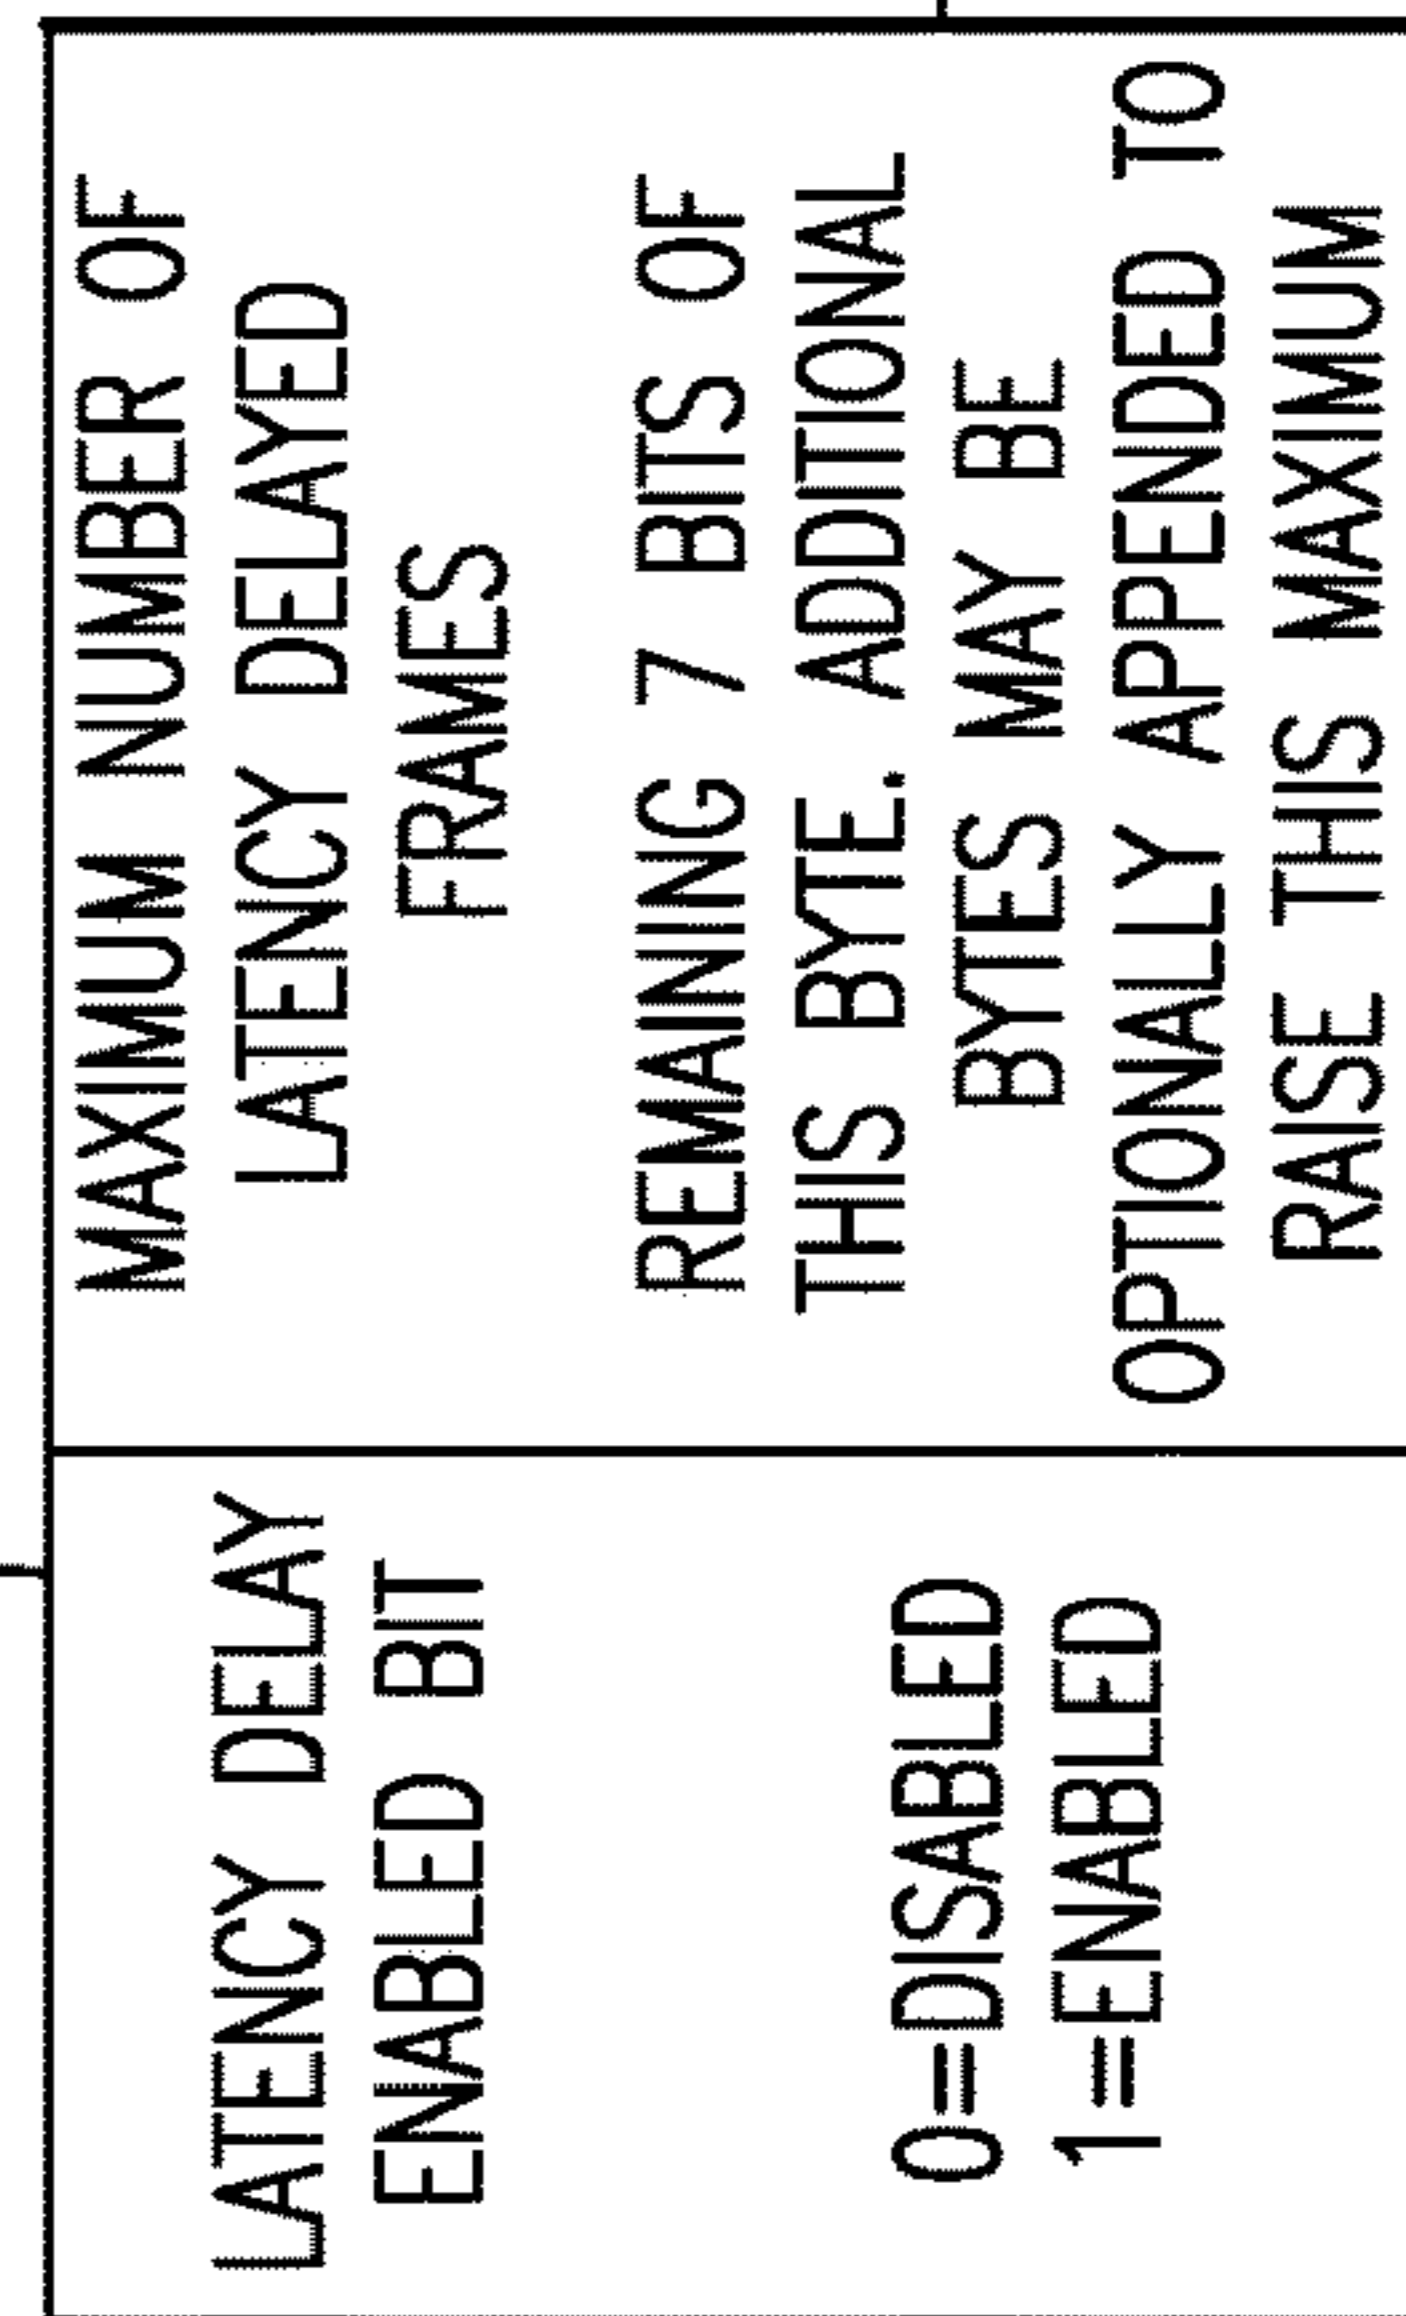 LATENCY DELAY
ENABLED BIT
0=DISABLED
1=ENABLED
MAXIMUM NUMBER OF
LATENCY DELAYED
FRAMES
REMAINING 7 BITS OF
THIS BYTE. ADDITIONAL
BYTES MAY BE
OPTIONALLY APPENDED TO
RAISE THIS MAXIMUM